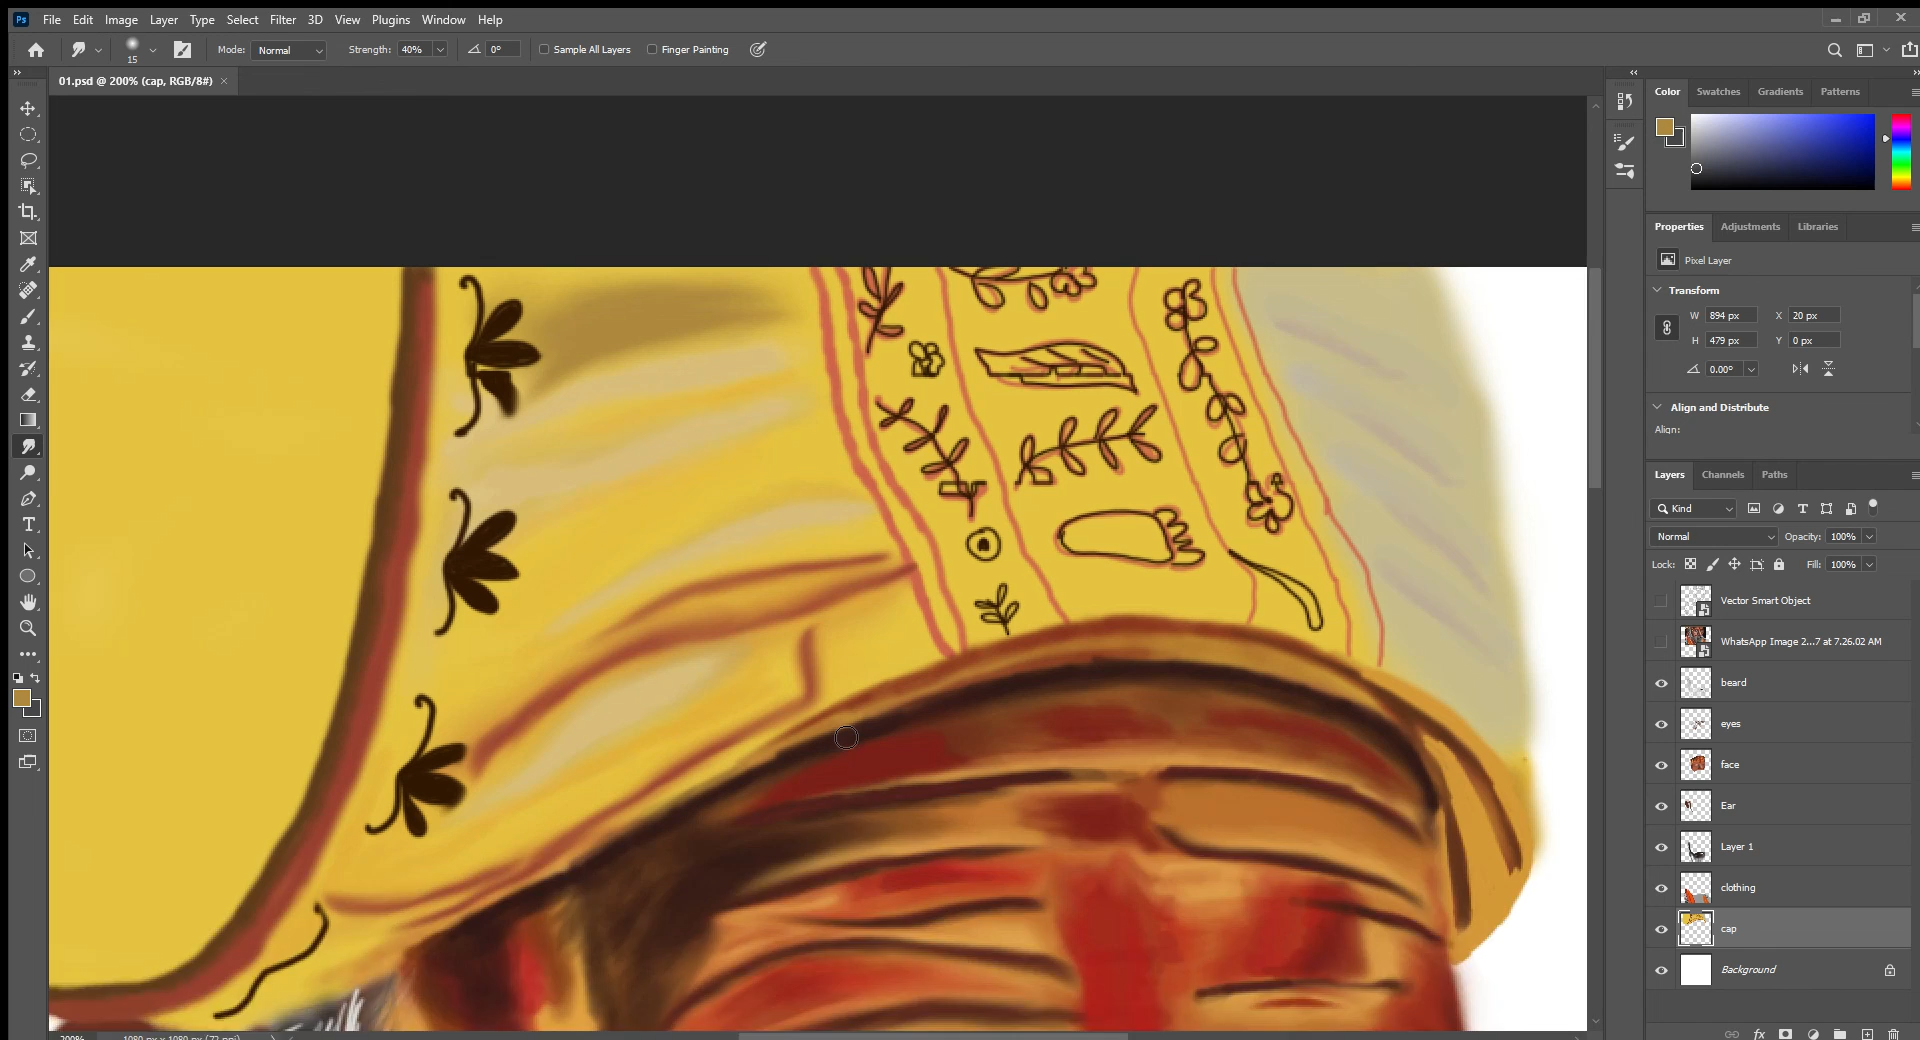 Ps File Edit Image Layer Type Select Filter 3D View Plugins Window Help
15 Mode: Normal Strength: 40% 0° Sample All Layers Finger Painting
01.psd @ 200% (cap, RGB/8#) ×
Color Swatches Gradients Patterns
Properties Adjustments Libraries
Pixel Layer
Transform
W 894 px X 20 px
H 479 px Y 0 px
0.00°
Align and Distribute
Align:
Layers Channels Paths
Kind
Normal Opacity: 100%
Lock: Fill: 100%
Vector Smart Object
WhatsApp Image 2...7 at 7.26.02 AM
beard
eyes
face
Ear
Layer 1
clothing
cap
Background
200% 1080 px x 1080 px (72 ppi)